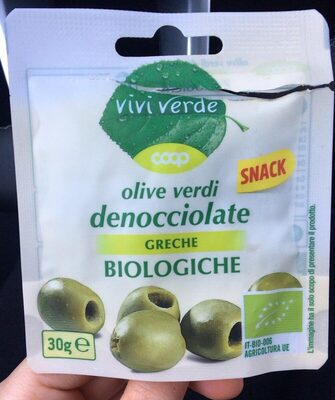 vivi verde
coop
SNACK
olive verdi
denocciolate
GRECHE
BIOLOGICHE
30g e
IT-BIO-006
AGRICOLTURA UE
L'immagine ha il solo scopo di presentare il prodotto.